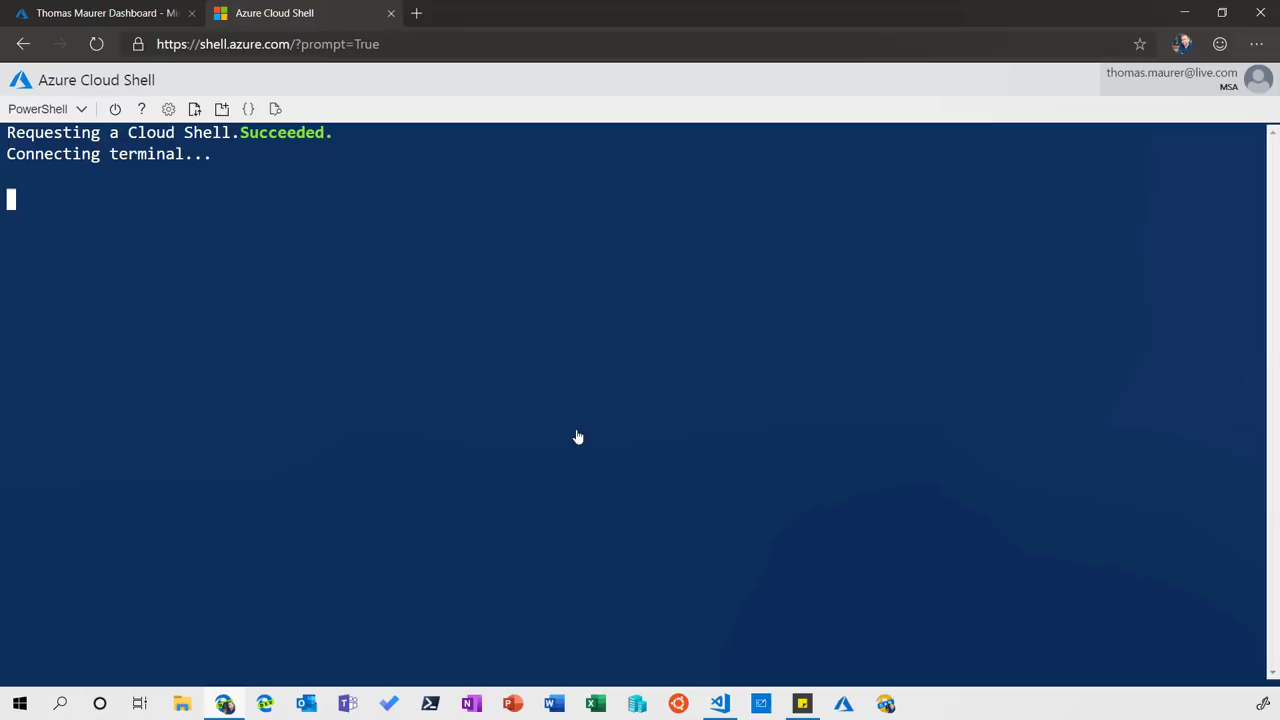 Thomas Maurer Dashboard - Mi
Azure Cloud Shell
https://shell.azure.com/?prompt=True
Azure Cloud Shell
thomas.maurer@live.com
MSA
PowerShell
Requesting a Cloud Shell.Succeeded.
Connecting terminal...